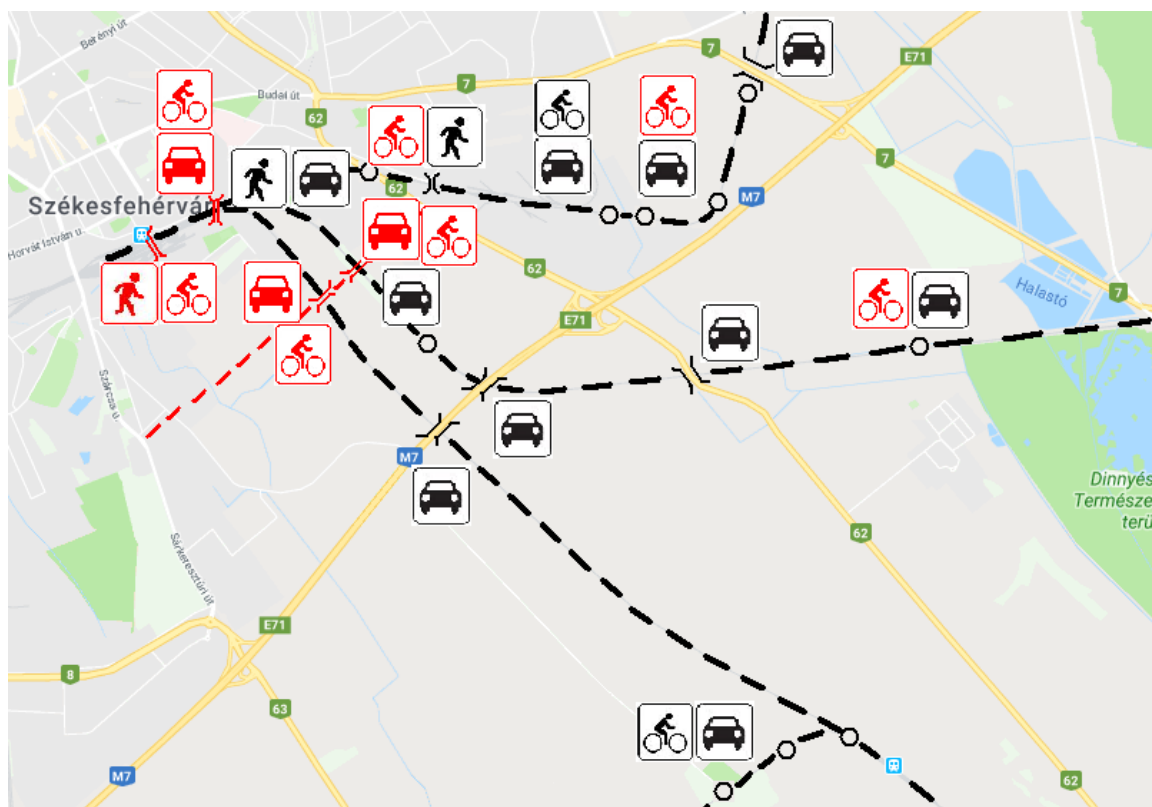 Berényi út
7
E71
7
Budai út
62
62
7
M7
Székesfehérvár
Horvát István u.
62
7
Halastó
E71
Szárcsa u.
M7
Dinnyés
Természe
terü
62
Sárkeresztúri út
E71
8
63
M7
62